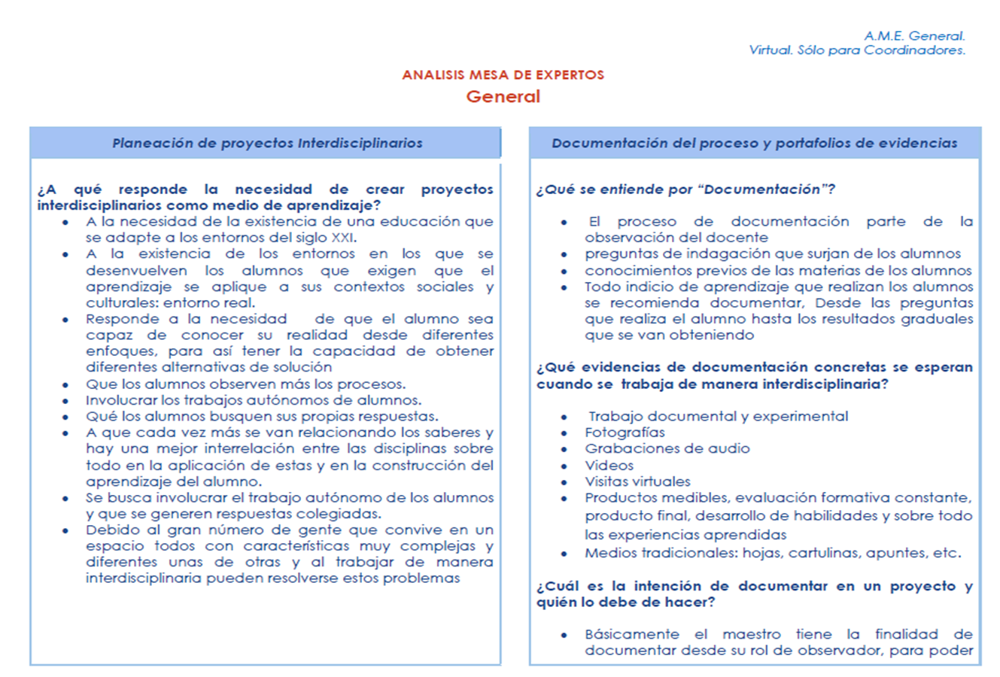 A.M.E. General.
Virtual. Sólo para Coordinadores.
ANALISIS MESA DE EXPERTOS
General
Planeación de proyectos Interdisciplinarios
¿A qué responde la necesidad de crear proyectos
interdisciplinarios como medio de aprendizaje?
• A la necesidad de la existencia de una educación que
se adapte a los entornos del siglo XXI.
• A la existencia de los entornos en los que se
desenvuelven los alumnos que exigen que el
aprendizaje se aplique a sus contextos sociales y
culturales: entorno real.
• Responde a la necesidad de que el alumno sea
capaz de conocer su realidad desde diferentes
enfoques, para así tener la capacidad de obtener
diferentes alternativas de solución
• Que los alumnos observen más los procesos.
• Involucrar los trabajos autónomos de alumnos.
• Qué los alumnos busquen sus propias respuestas.
• A que cada vez más se van relacionando los saberes y
hay una mejor interrelación entre las disciplinas sobre
todo en la aplicación de estas y en la construcción del
aprendizaje del alumno.
• Se busca involucrar el trabajo autónomo de los alumnos
y que se generen respuestas colegiadas.
• Debido al gran número de gente que convive en un
espacio todos con características muy complejas y
diferentes unas de otras y al trabajar de manera
interdisciplinaria pueden resolverse estos problemas
Documentación del proceso y portafolios de evidencias
¿Qué se entiende por “Documentación”?
• El proceso de documentación parte de la
observación del docente
• preguntas de indagación que surjan de los alumnos
• conocimientos previos de las materias de los alumnos
• Todo indicio de aprendizaje que realizan los alumnos
se recomienda documentar, Desde las preguntas
que realiza el alumno hasta los resultados graduales
que se van obteniendo
¿Qué evidencias de documentación concretas se esperan
cuando se trabaja de manera interdisciplinaria?
• Trabajo documental y experimental
• Fotografías
• Grabaciones de audio
• Videos
• Visitas virtuales
• Productos medibles, evaluación formativa constante,
producto final, desarrollo de habilidades y sobre todo
las experiencias aprendidas
• Medios tradicionales: hojas, cartulinas, apuntes, etc.
¿Cuál es la intención de documentar en un proyecto y
quién lo debe de hacer?
• Básicamente el maestro tiene la finalidad de
documentar desde su rol de observador, para poder